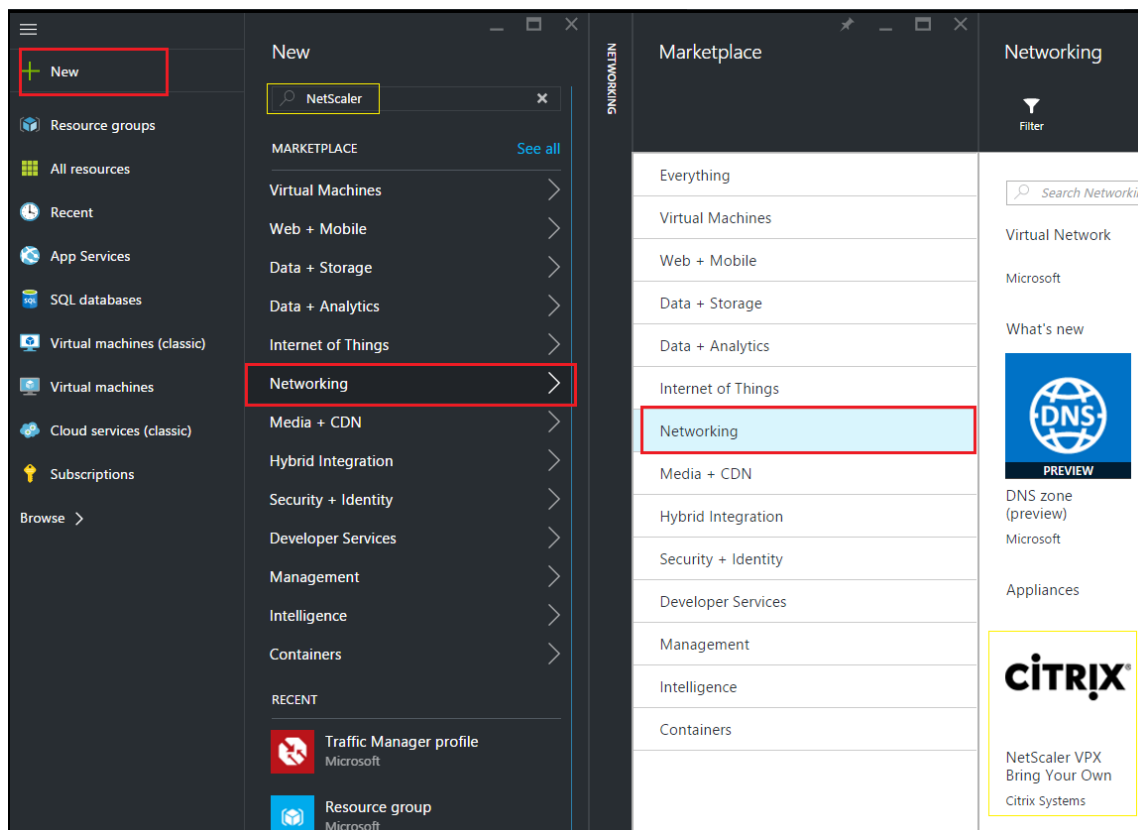 New
Resource groups
All resources
Recent
App Services
SQL
SQL databases
Virtual machines (classic)
Virtual machines
Cloud services (classic)
Subscriptions
Browse
New
NetScaler
MARKETPLACE
See all
Virtual Machines
Web + Mobile
Data + Storage
Data + Analytics
Internet of Things
Networking
Media + CDN
Hybrid Integration
Security + Identity
Developer Services
Management
Intelligence
Containers
RECENT
Traffic Manager profile
Microsoft
Resource group
Microsoft
NETWORKING
Marketplace
Everything
Virtual Machines
Web + Mobile
Data + Storage
Data + Analytics
Internet of Things
Networking
Media + CDN
Hybrid Integration
Security + Identity
Developer Services
Management
Intelligence
Containers
Networking
Filter
Search
Virtual Network
Microsoft
What's new
DNS
PREVIEW
DNS zone
(preview)
Microsoft
Appliances
CİTRIX
NetScaler VPX
Bring Your Own
Citrix Systems